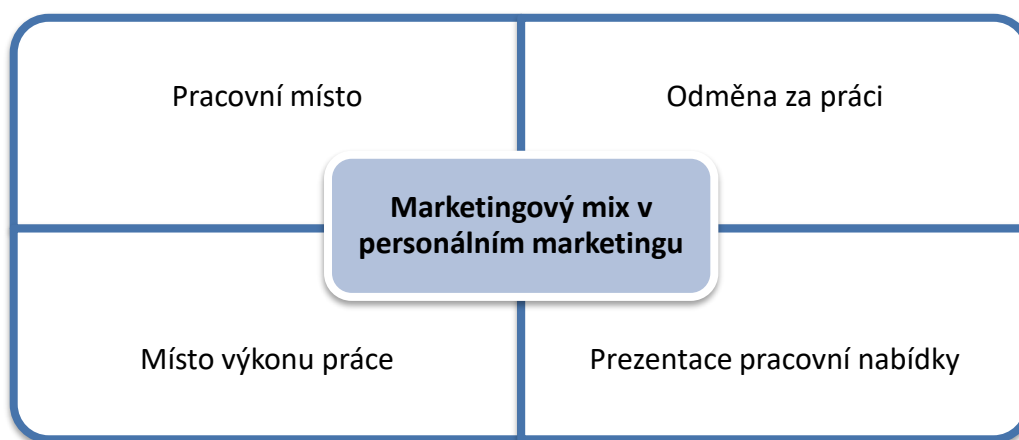 Pracovní místo
Odměna za práci
Marketingový mix v
personálním marketingu
Místo výkonu práce
Prezentace pracovní nabídky